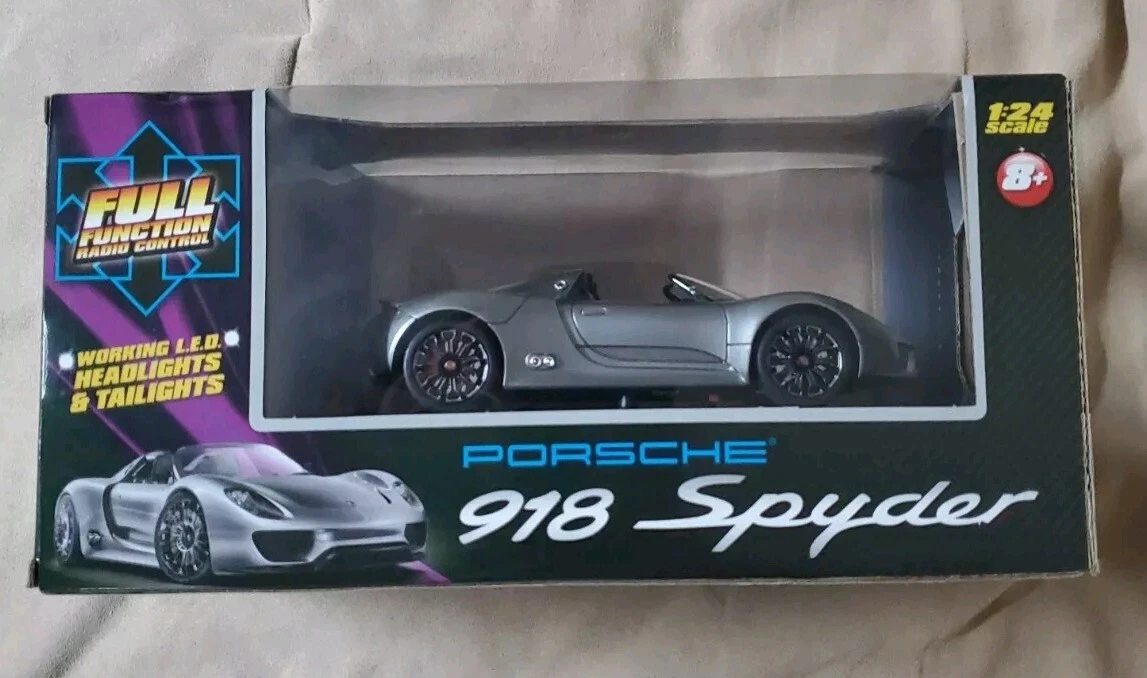 FULL
FUNCTION
RADIO CONTROL
WORKING L.E.D.
HEADLIGHTS
& TAILIGHTS
1:24
scale
8+
PORSCHE®
918 Spyder